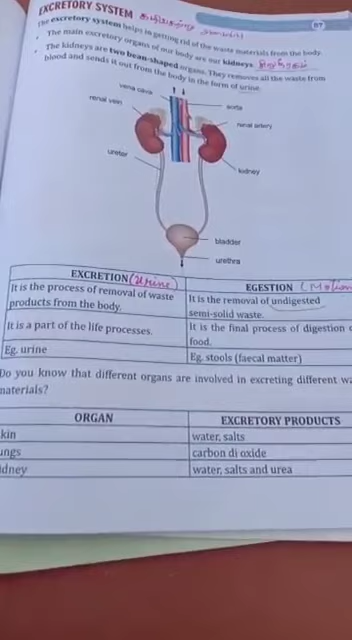 EXCRETORY SYSTEM
87
The excretory system helps in getting rid of the waste materials from the body.
• The main excretory organs of our body are our kidneys.
• The kidneys are two bean-shaped organs. They removes all the waste from
blood and sends it out from the body in the form of urine.
vena cava
renal vein
aorta
renal artery
ureter
kidney
bladder
urethra
EXCRETION (Urine) EGESTION (Motion
It is the process of removal of waste
products from the body.
It is the removal of undigested
semi-solid waste.
It is a part of the life processes.
It is the final process of digestion o
food.
Eg. urine
Eg. stools (faecal matter)
Do you know that different organs are involved in excreting different wa
materials?
ORGAN EXCRETORY PRODUCTS
kin water, salts
ungs carbon di oxide
idney water, salts and urea